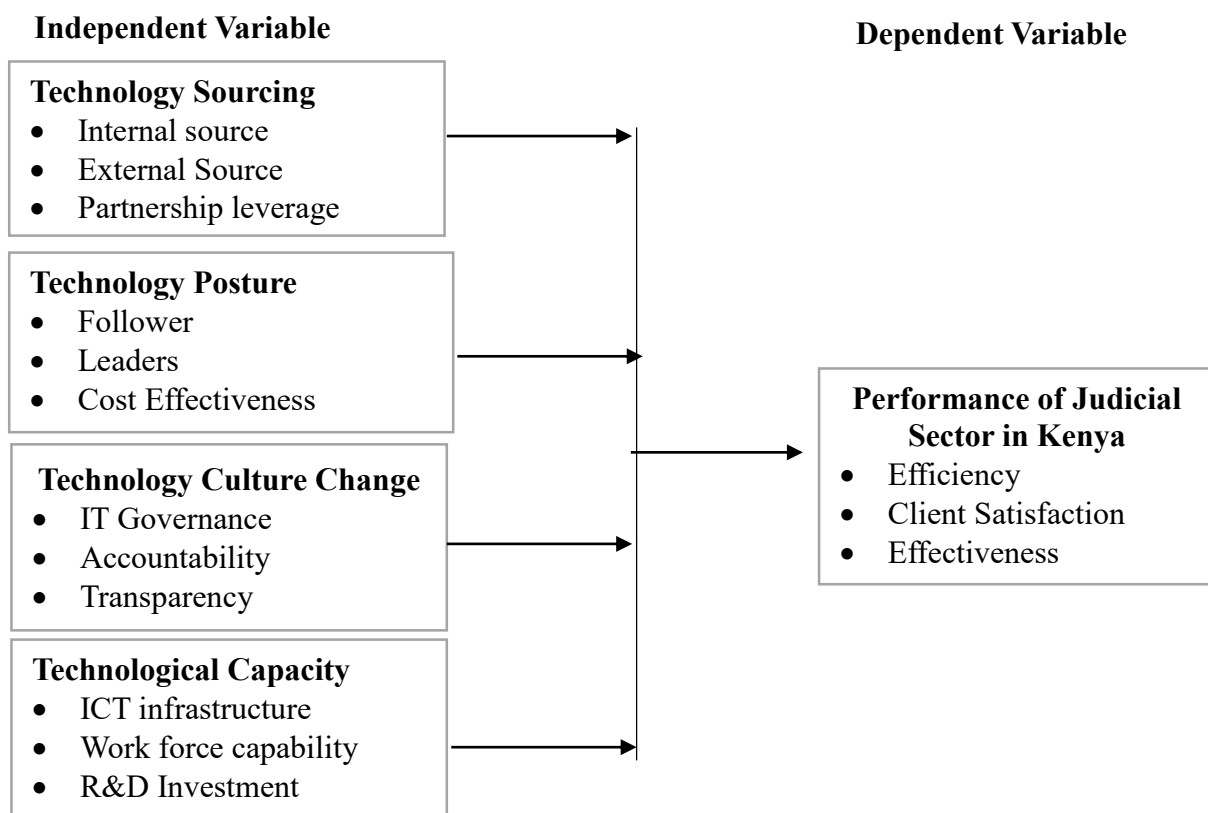 Independent Variable
Dependent Variable
Technology Sourcing
• Internal source
• External Source
• Partnership leverage
Technology Posture
• Follower
• Leaders
• Cost Effectiveness
Technology Culture Change
• IT Governance
• Accountability
• Transparency
Technological Capacity
• ICT infrastructure
• Work force capability
• R&D Investment
Performance of Judicial
Sector in Kenya
• Efficiency
• Client Satisfaction
• Effectiveness